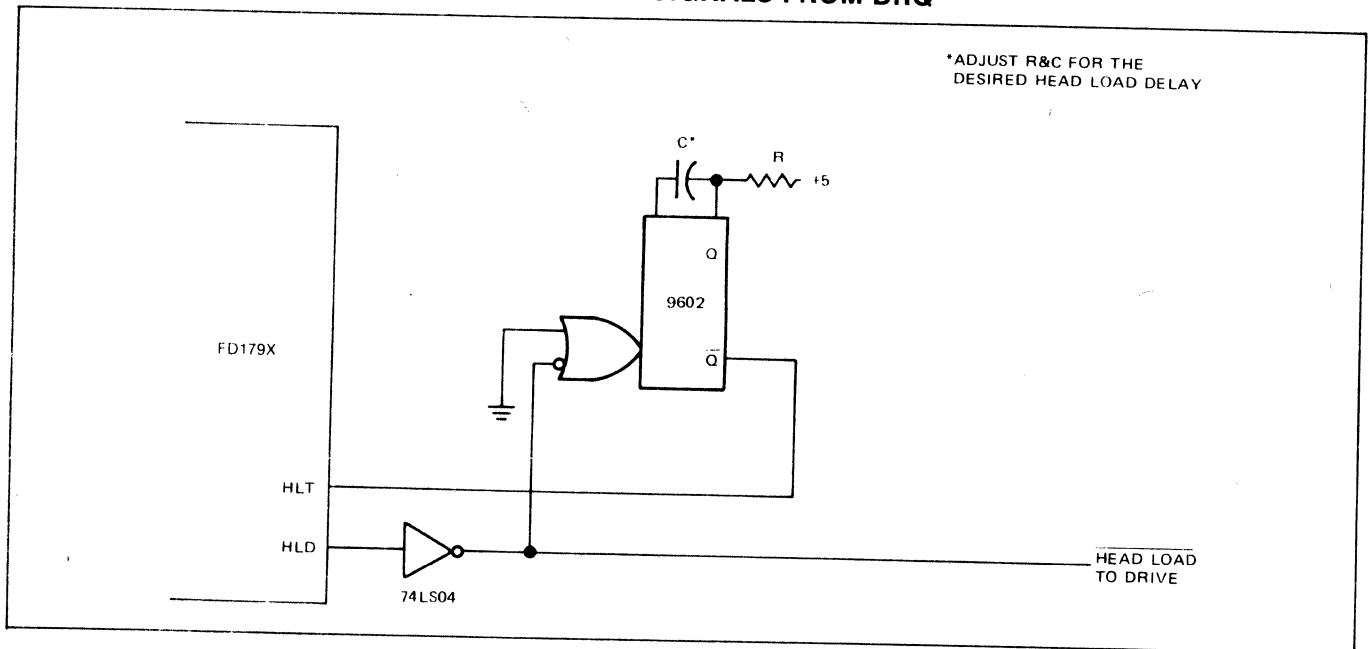 FROM DRQ
*ADJUST R&C FOR THE
DESIRED HEAD LOAD DELAY
C*
R
+5
Q
9602
FD179X
Q̅
HLT
HLD
HEAD LOAD
TO DRIVE
74LS04